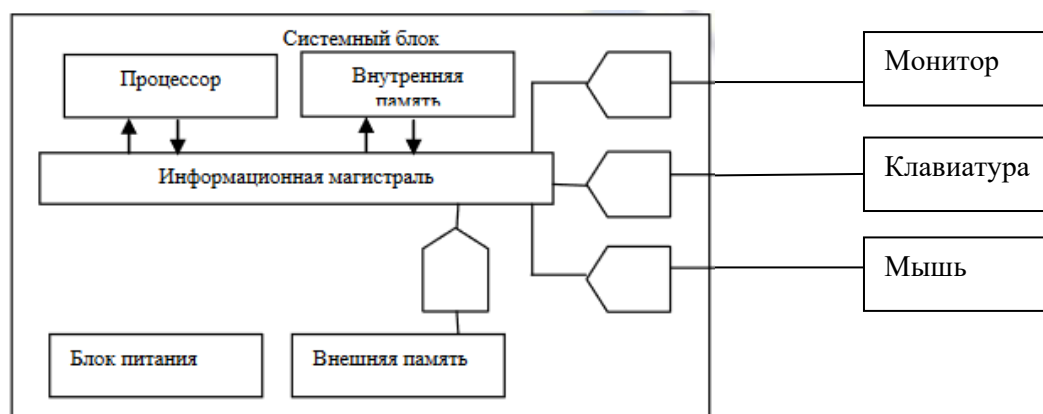 Системный блок
Процессор
Внутренняя
память
Монитор
Информационная магистраль
Клавиатура
Мышь
Блок питания
Внешняя память